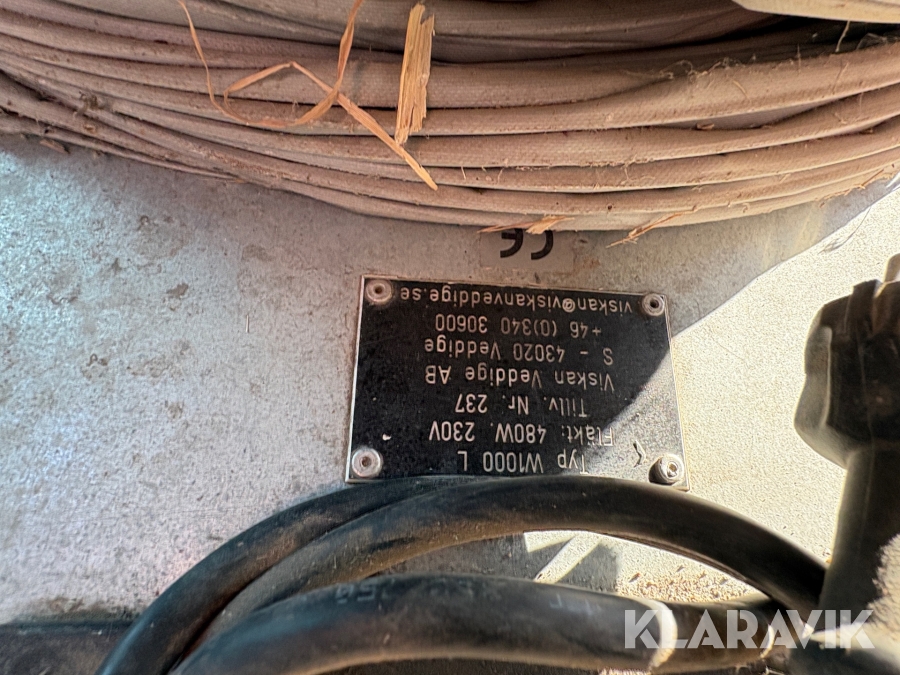 Typ W1000 L
Fläkt: 480W. 230V
Tillv. Nr. 237
Viskan Veddige AB
S - 43020 Veddige
+46 (0)340 30600
viskan@viskanveddige.se
CE
KLARAVIK